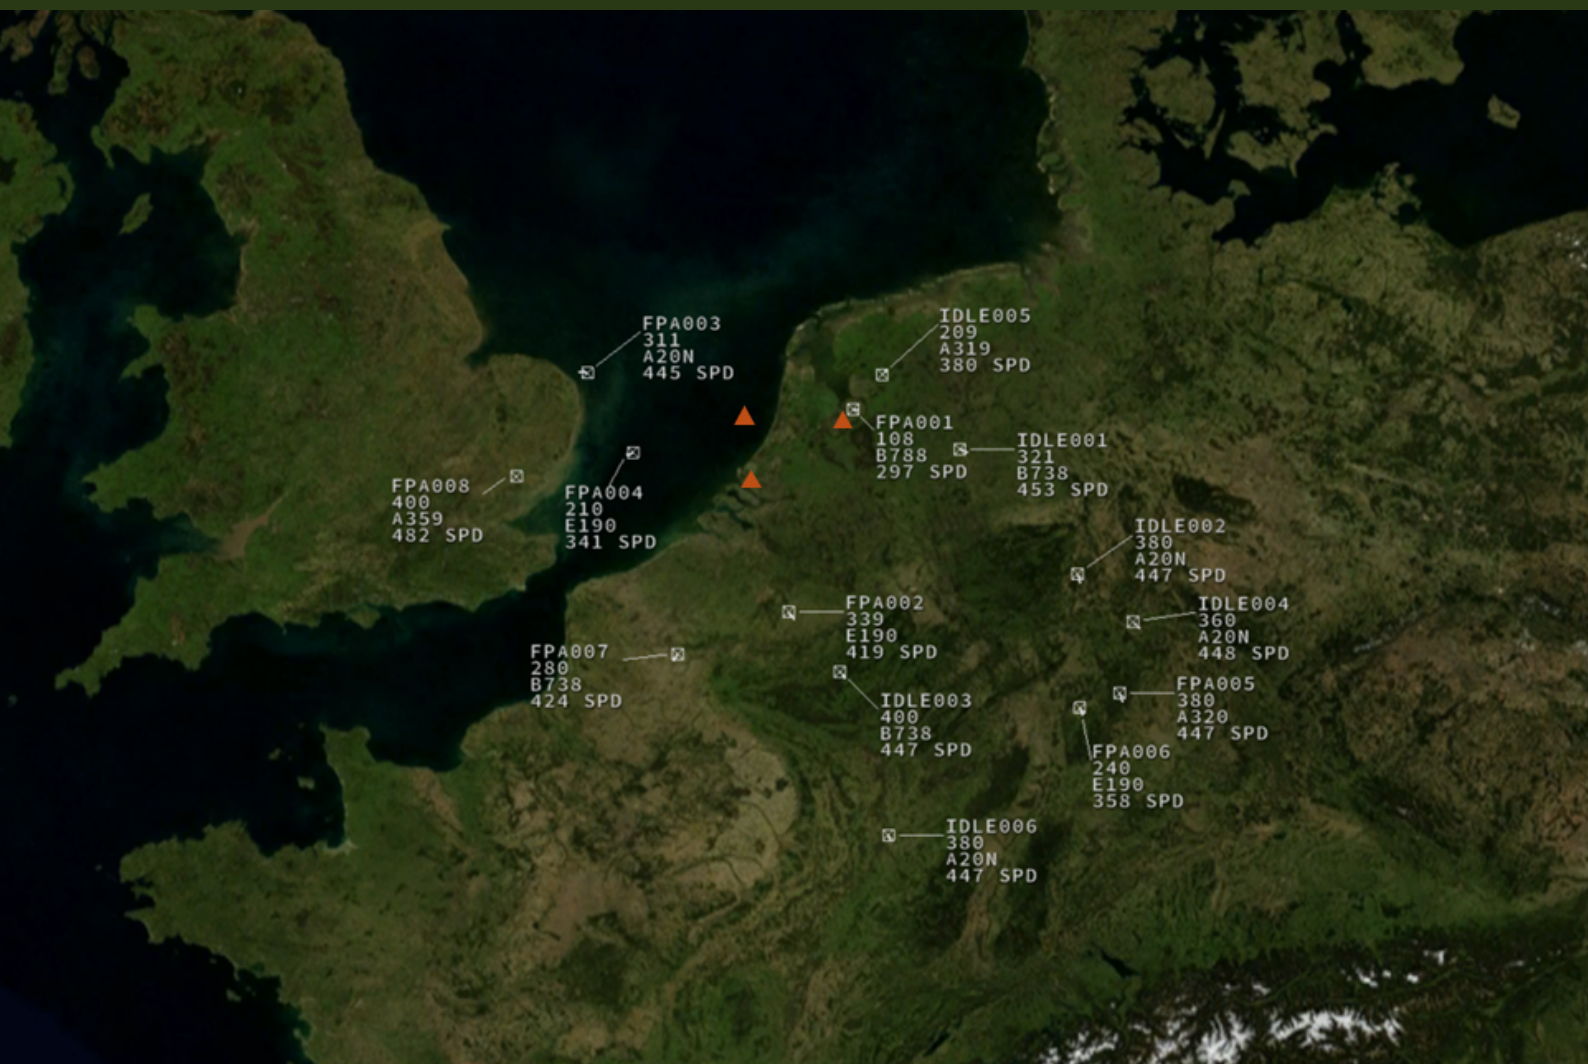 FPA003
311
A20N
445 SPD
IDLE005
209
A319
380 SPD
FPA001
108
B788
297 SPD
IDLE001
321
B738
453 SPD
FPA008
400
A359
482 SPD
FPA004
210
E190
341 SPD
IDLE002
380
A20N
447 SPD
FPA002
339
E190
419 SPD
IDLE004
360
A20N
448 SPD
FPA007
280
B738
424 SPD
IDLE003
400
B738
447 SPD
FPA005
380
A320
447 SPD
FPA006
240
E190
358 SPD
IDLE006
380
A20N
447 SPD